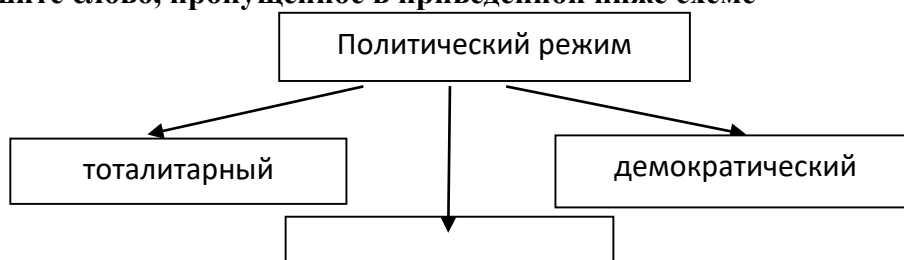 слово, пропущенное в приведенной ниже схеме
Политический режим
тоталитарный
демократический